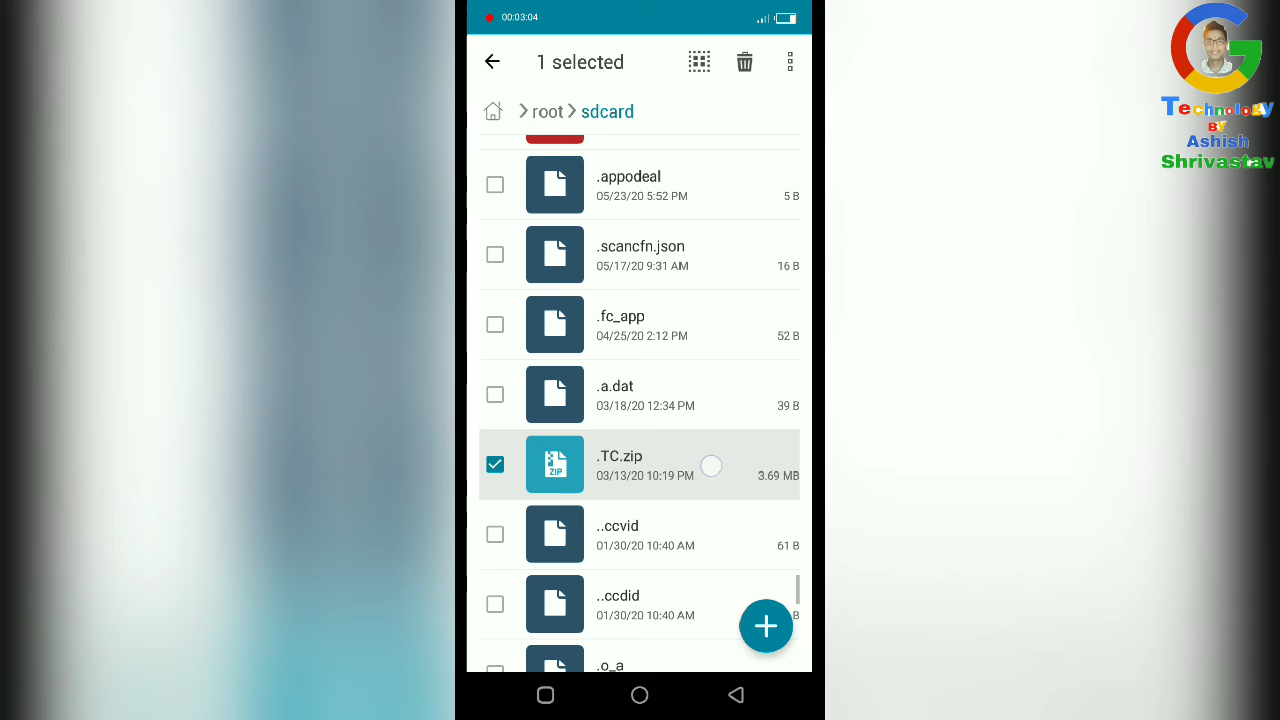 00:03:04
1 selected
root
sdcard
.appodeal
05/23/20 5:52 PM
5 B
.scancfn.json
05/17/20 9:31 AM
16 B
.fc_app
04/25/20 2:12 PM
52 B
.a.dat
03/18/20 12:34 PM
39 B
ZIP
.TC.zip
03/13/20 10:19 PM
3.69 MB
..ccvid
01/30/20 10:40 AM
61 B
..ccdid
01/30/20 10:40 AM
B
.o_a
Technology
BY
Ashish
Shrivastav